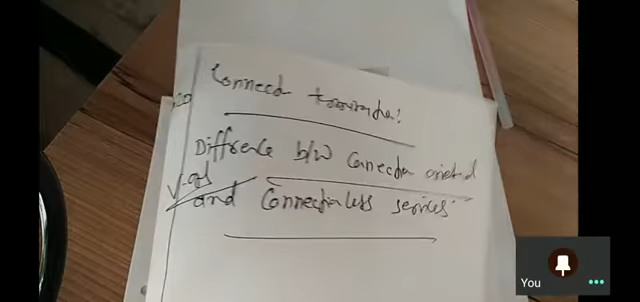 Connect
Diffrence b/w Connection oriented
and Connectionless services.
You